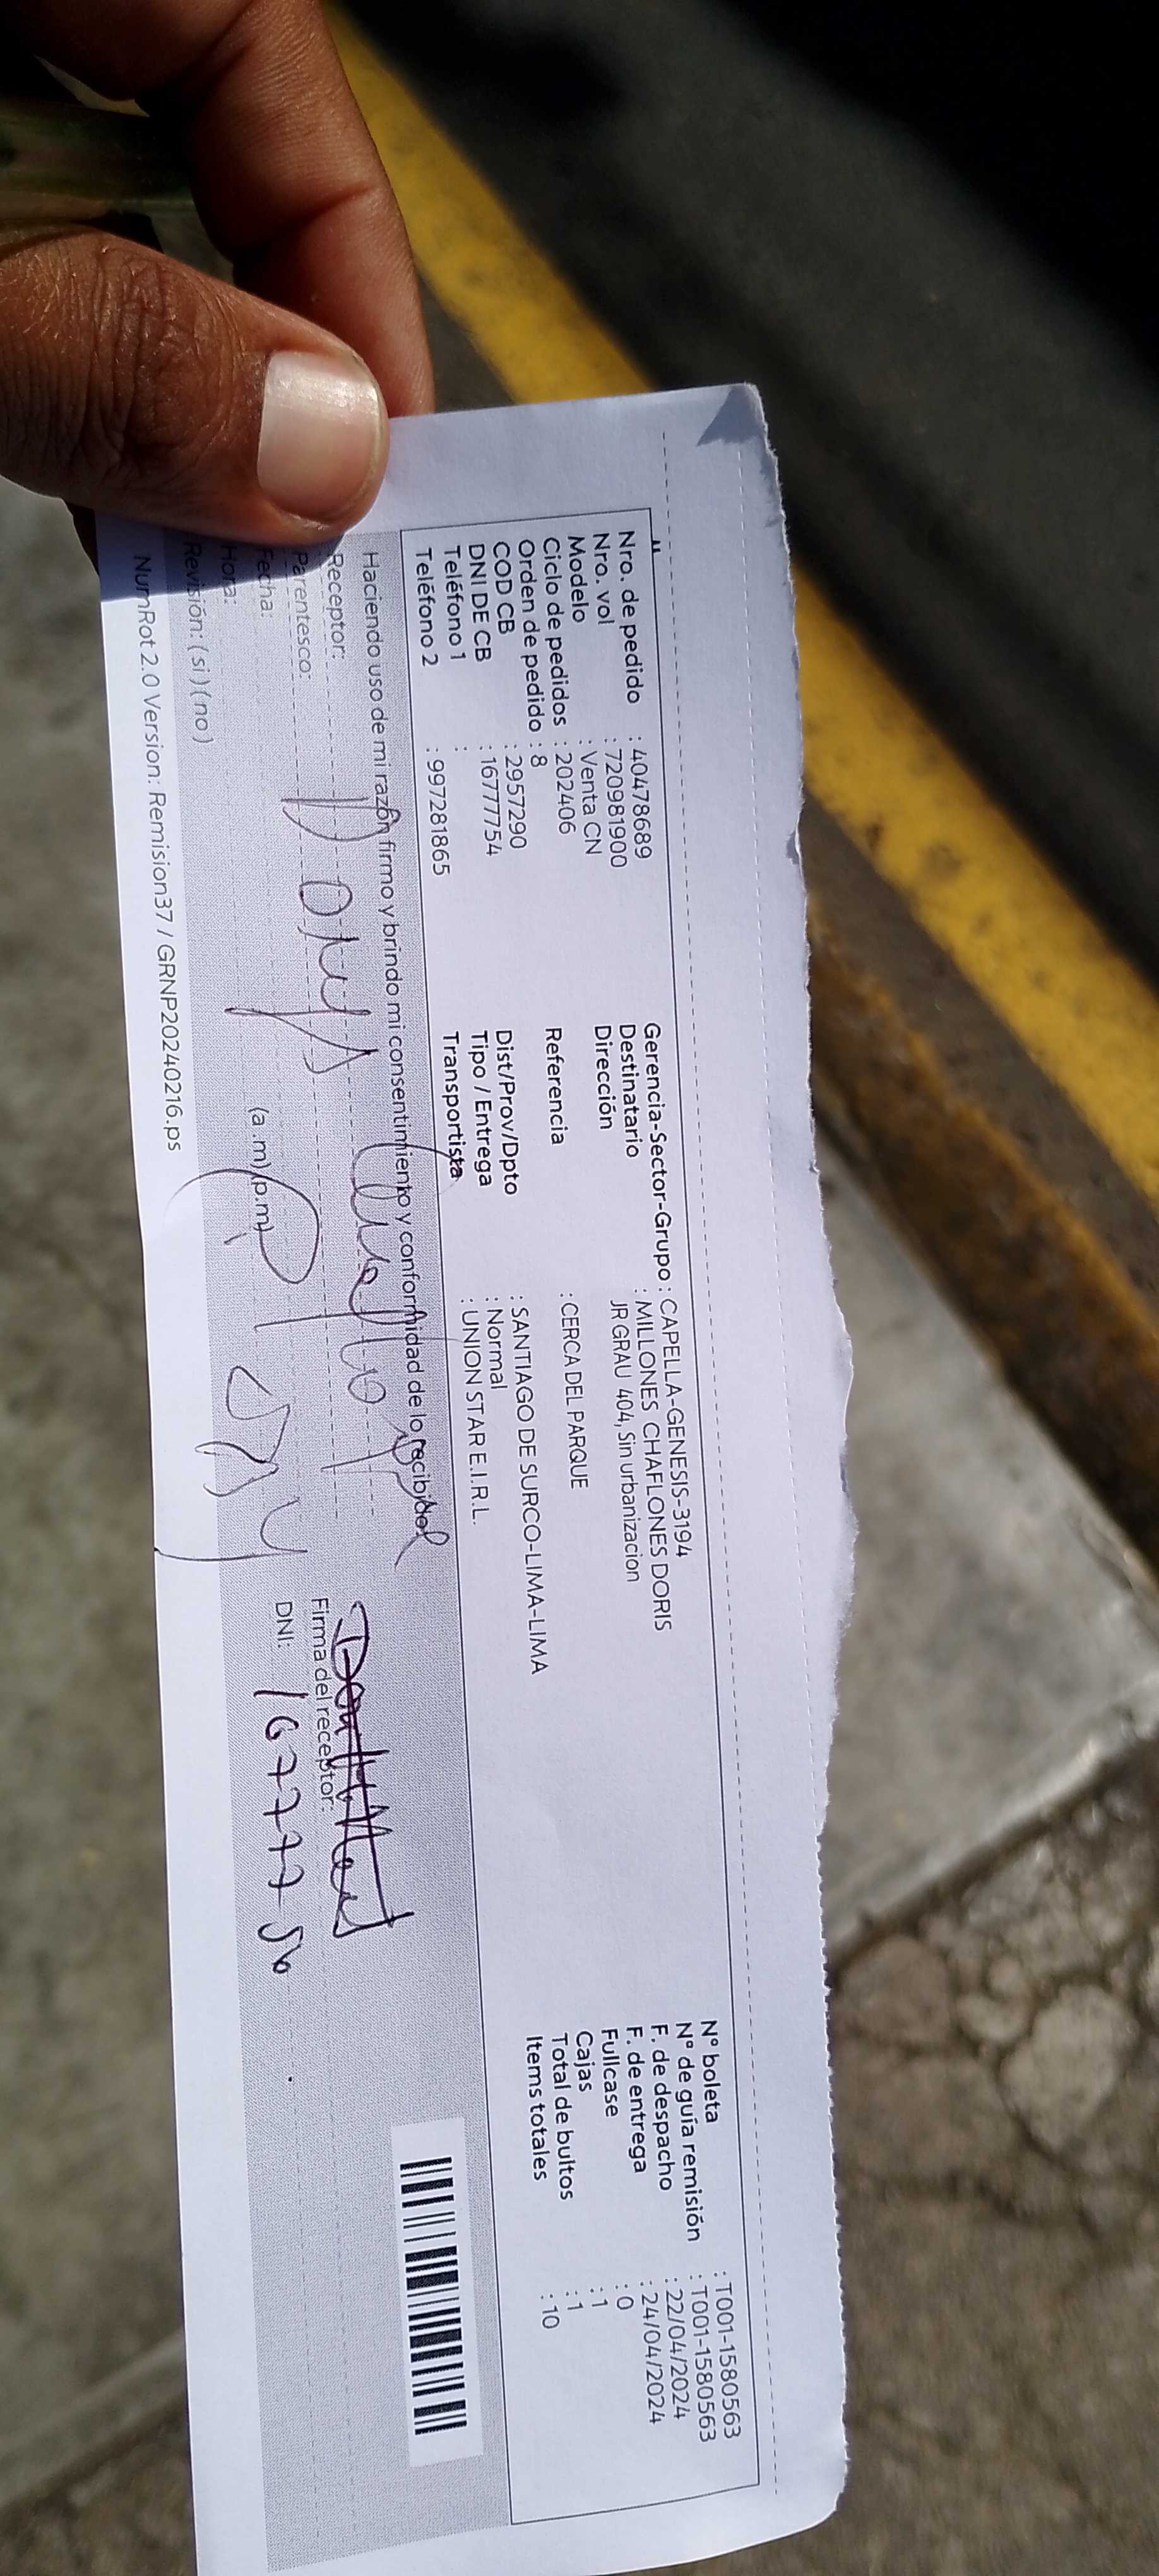 Nro. de pedido : 40478689
Nro. vol : 720981900
Modelo : Venta CN
Ciclo de pedidos : 202406
Orden de pedido : 8
COD CB : 2957290
DNI DE CB : 16777754
Teléfono 1 :
Teléfono 2 : 997281865
Gerencia-Sector-Grupo : CAPELLA-GENESIS-3194
Destinatario : MILLONES CHAFLONES DORIS
Dirección : JR GRAU 404, Sin urbanizacion
Referencia : CERCA DEL PARQUE
Dist/Prov/Dpto : SANTIAGO DE SURCO-LIMA-LIMA
Tipo / Entrega : Normal
Transportista : UNION STAR E.I.R.L.
N° boleta : T001-1580563
N° de guía remisión : T001-1580563
F. de despacho : 22/04/2024
F. de entrega : 24/04/2024
Fullcase : 0
Cajas : 1
Total de bultos : 1
Items totales : 10
Haciendo uso de mi razón firmo y brindo mi consentimiento y conformidad de lo recibido
Receptor:
Parentesco:
Fecha:
Hora: (a.m) (p.m)
Revisión: (si) (no)
Firma del receptor:
DNI:
NumRot 2.0 Version: Remision37 / GRNP20240216.ps